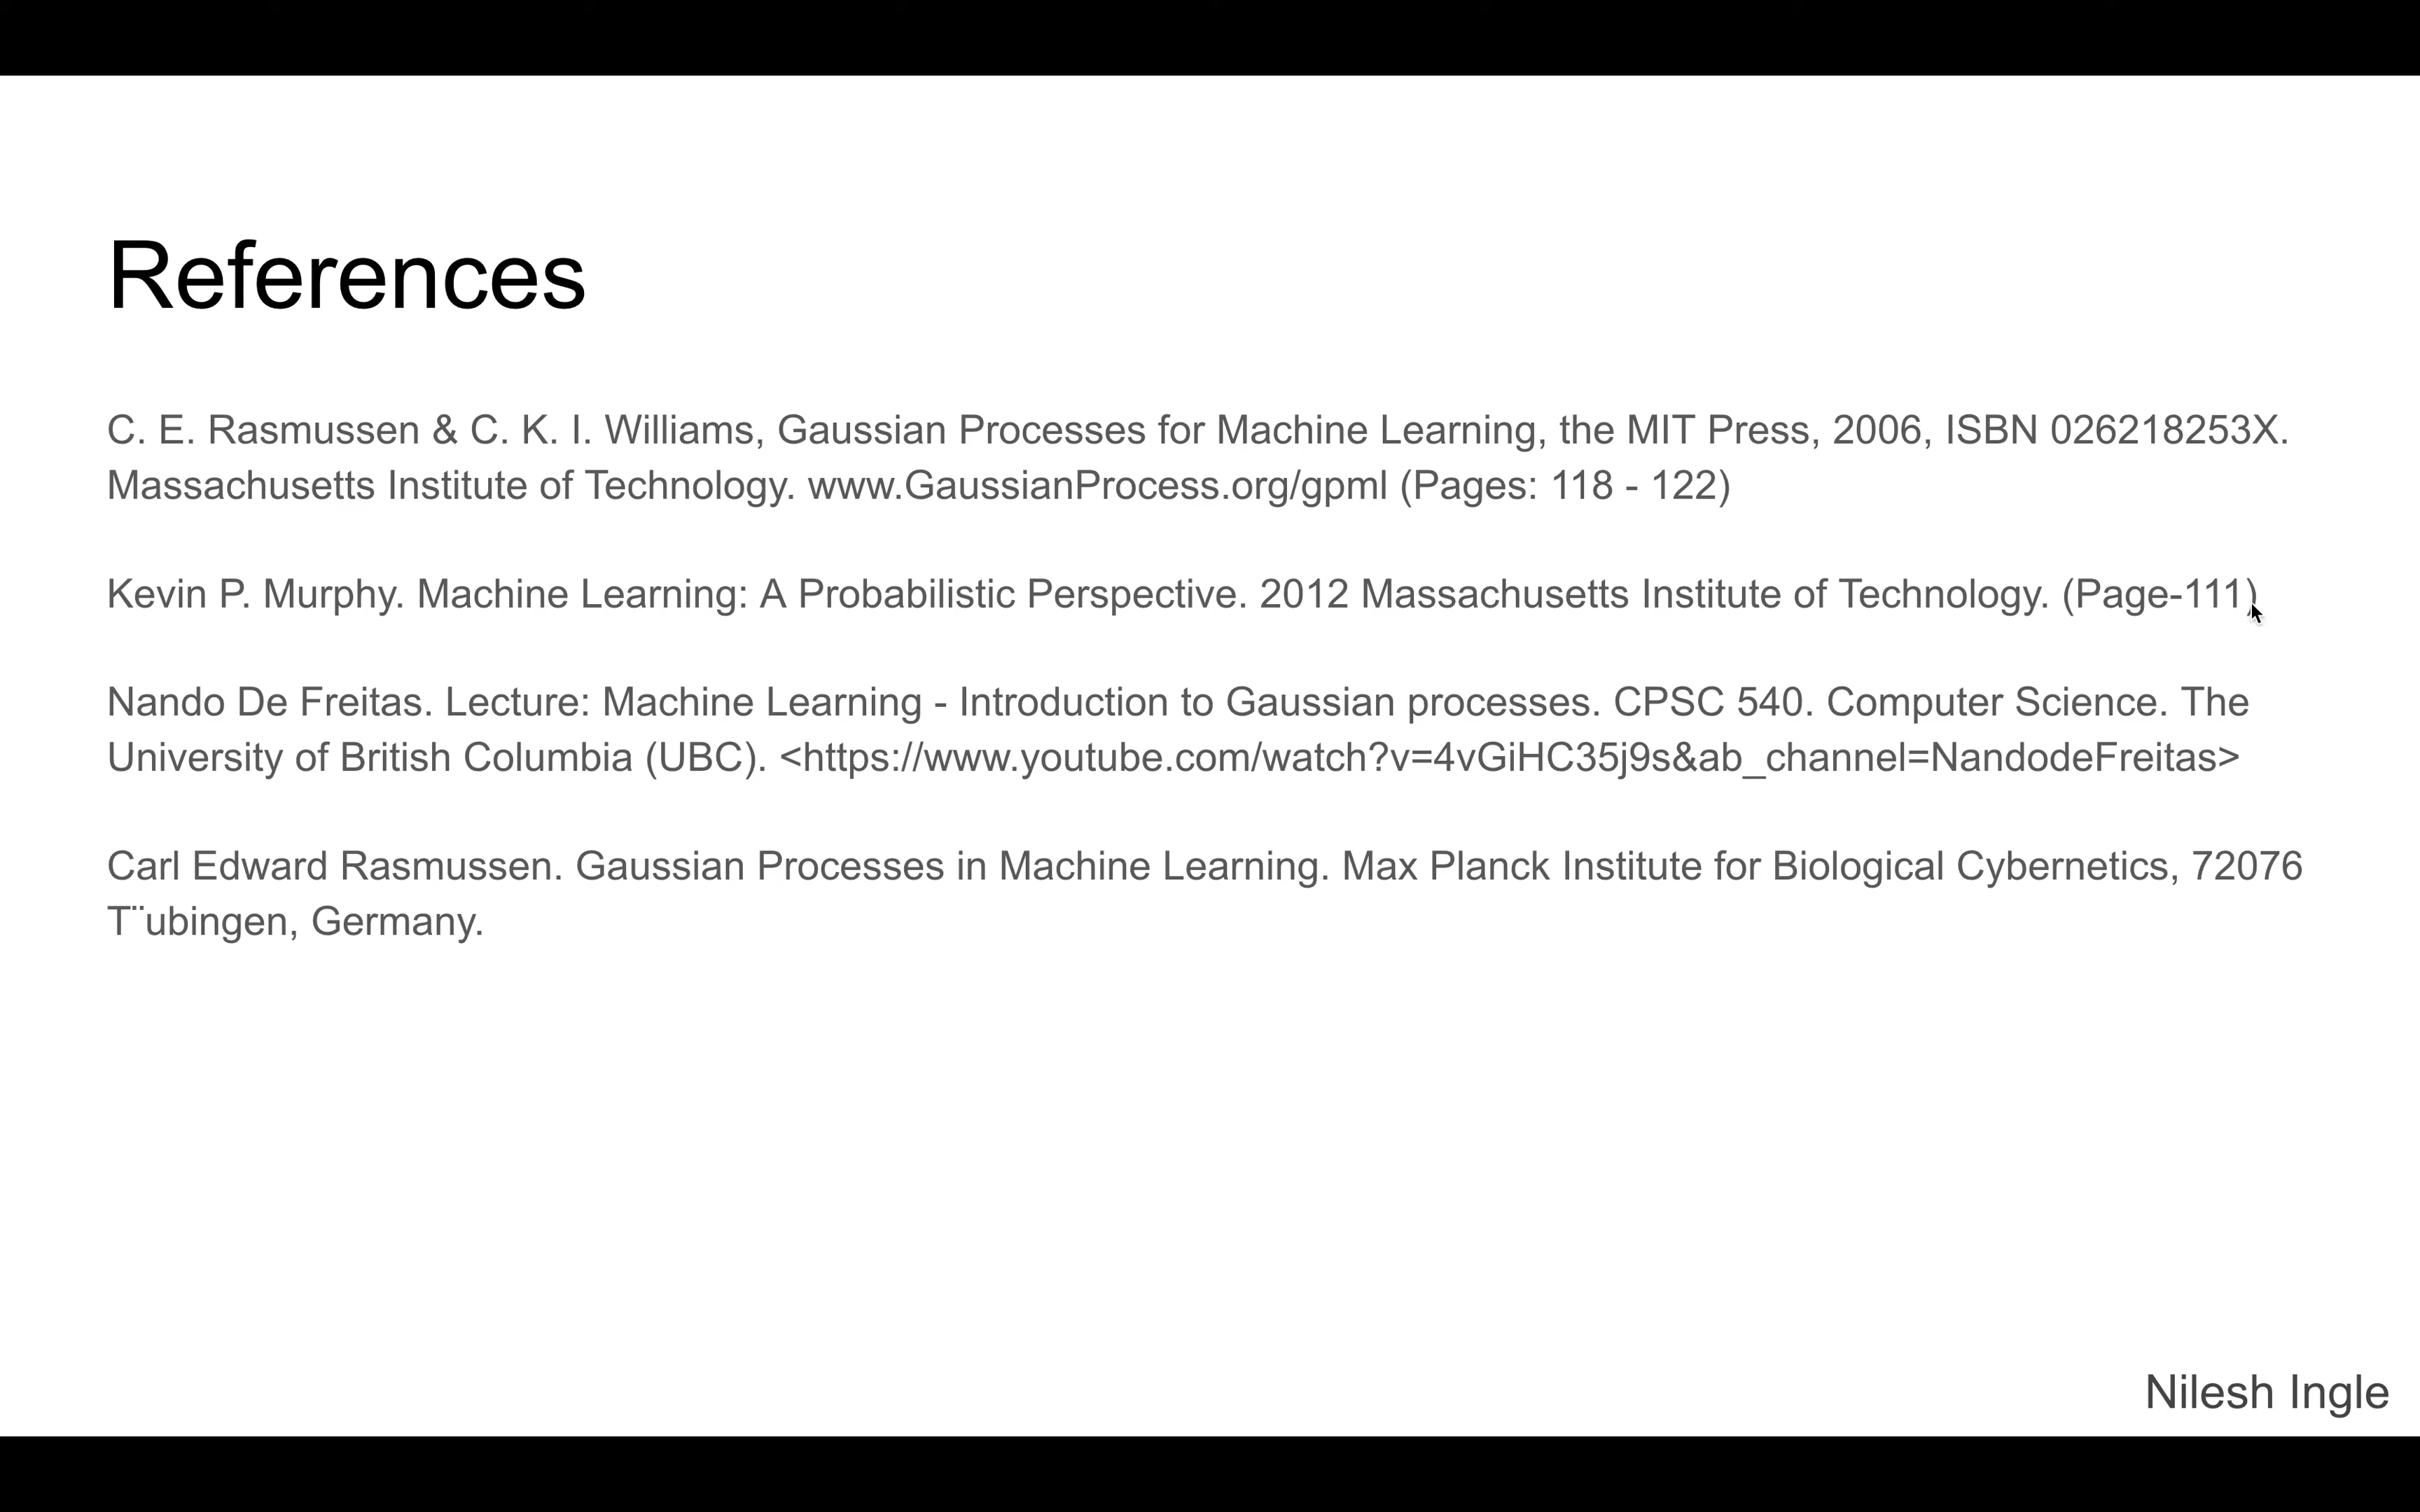 References
C. E. Rasmussen & C. K. I. Williams, Gaussian Processes for Machine Learning, the MIT Press, 2006, ISBN 026218253X.
Massachusetts Institute of Technology. www.GaussianProcess.org/gpml (Pages: 118 - 122)
Kevin P. Murphy. Machine Learning: A Probabilistic Perspective. 2012 Massachusetts Institute of Technology. (Page-111)
Nando De Freitas. Lecture: Machine Learning - Introduction to Gaussian processes. CPSC 540. Computer Science. The
University of British Columbia (UBC). <https://www.youtube.com/watch?v=4vGiHC35j9s&ab_channel=NandodeFreitas>
Carl Edward Rasmussen. Gaussian Processes in Machine Learning. Max Planck Institute for Biological Cybernetics, 72076
T¨ubingen, Germany.
Nilesh Ingle